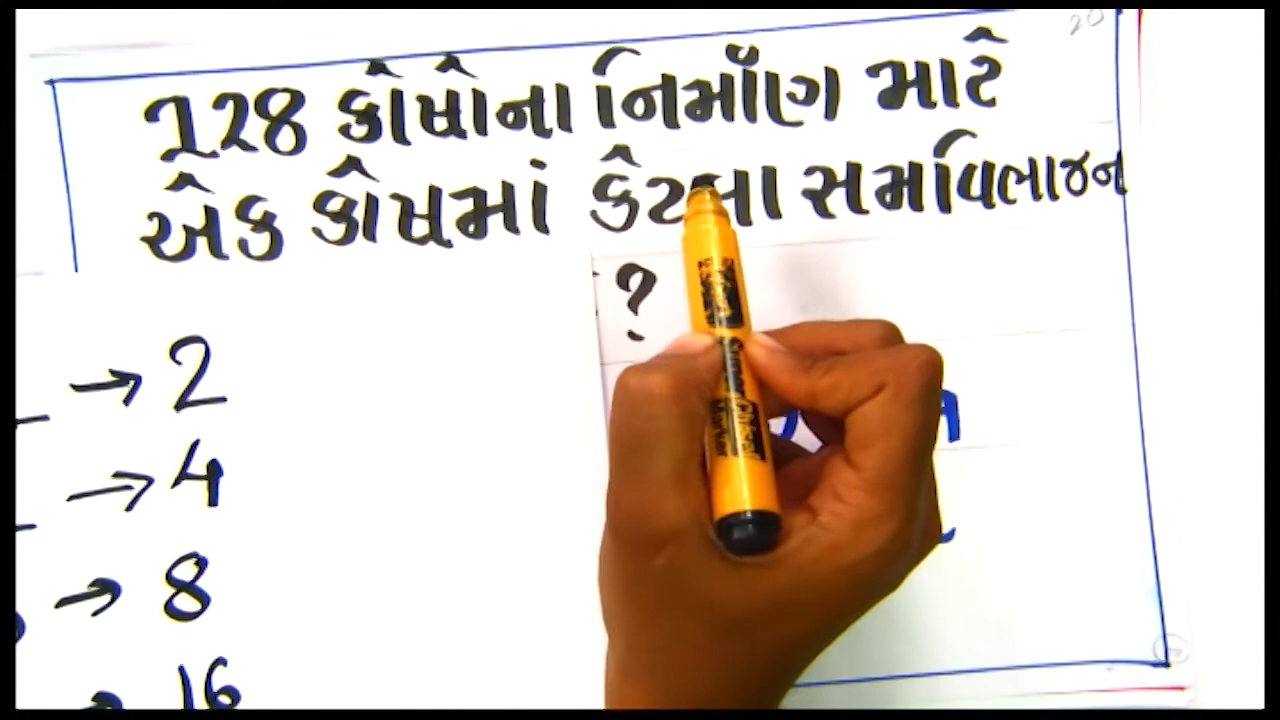 128 કોષોના નિર્માણ માટે
એક કોષમાં કેટલા સમવિભાજન
?
→ 2
→ 4
→ 8
16